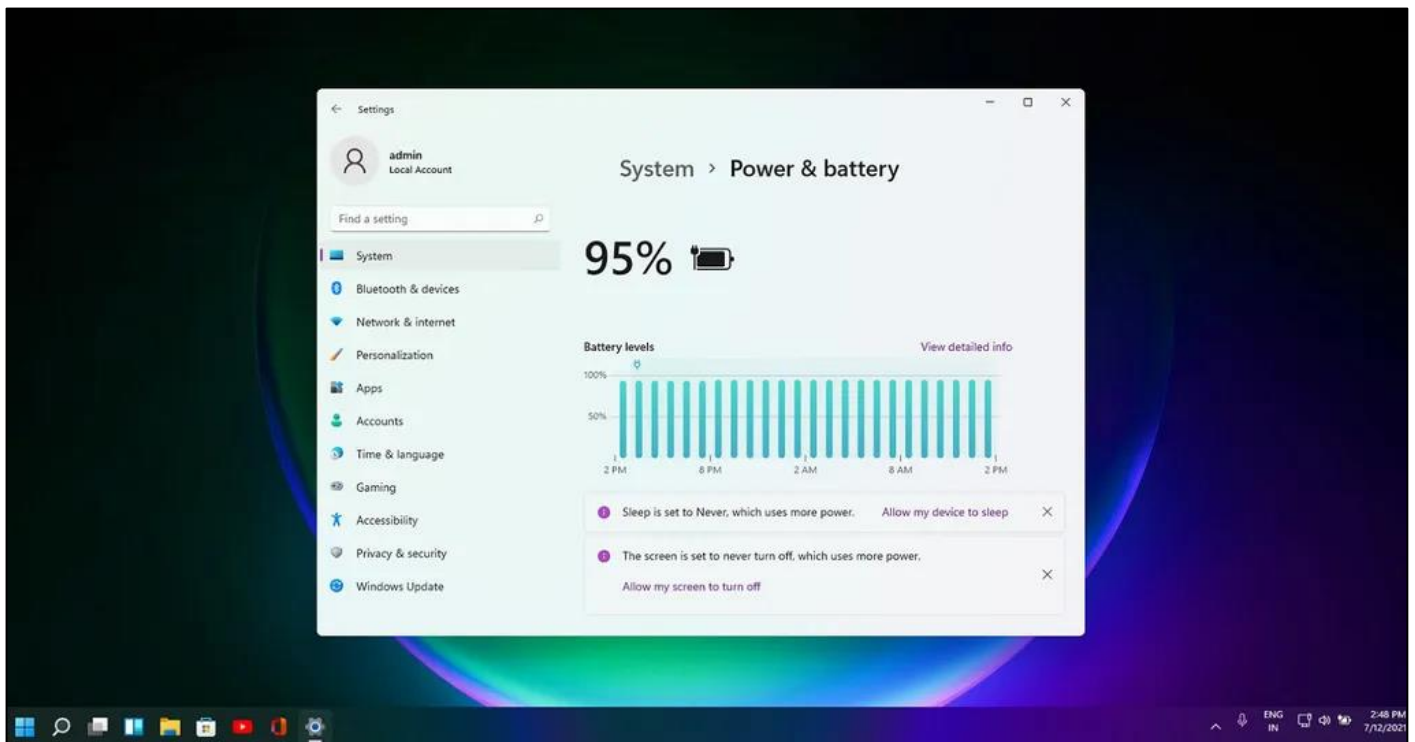 Settings
admin
Local Account
System > Power & battery
Find a setting
System
Bluetooth & devices
Network & internet
Personalization
Apps
Accounts
Time & language
Gaming
Accessibility
Privacy & security
Windows Update
95%
Battery levels
View detailed info
100%
50%
2 PM 8 PM 2 AM 8 AM 2 PM
Sleep is set to Never, which uses more power. Allow my device to sleep
The screen is set to never turn off, which uses more power.
Allow my screen to turn off
ENG
IN
2:48 PM
7/12/2021